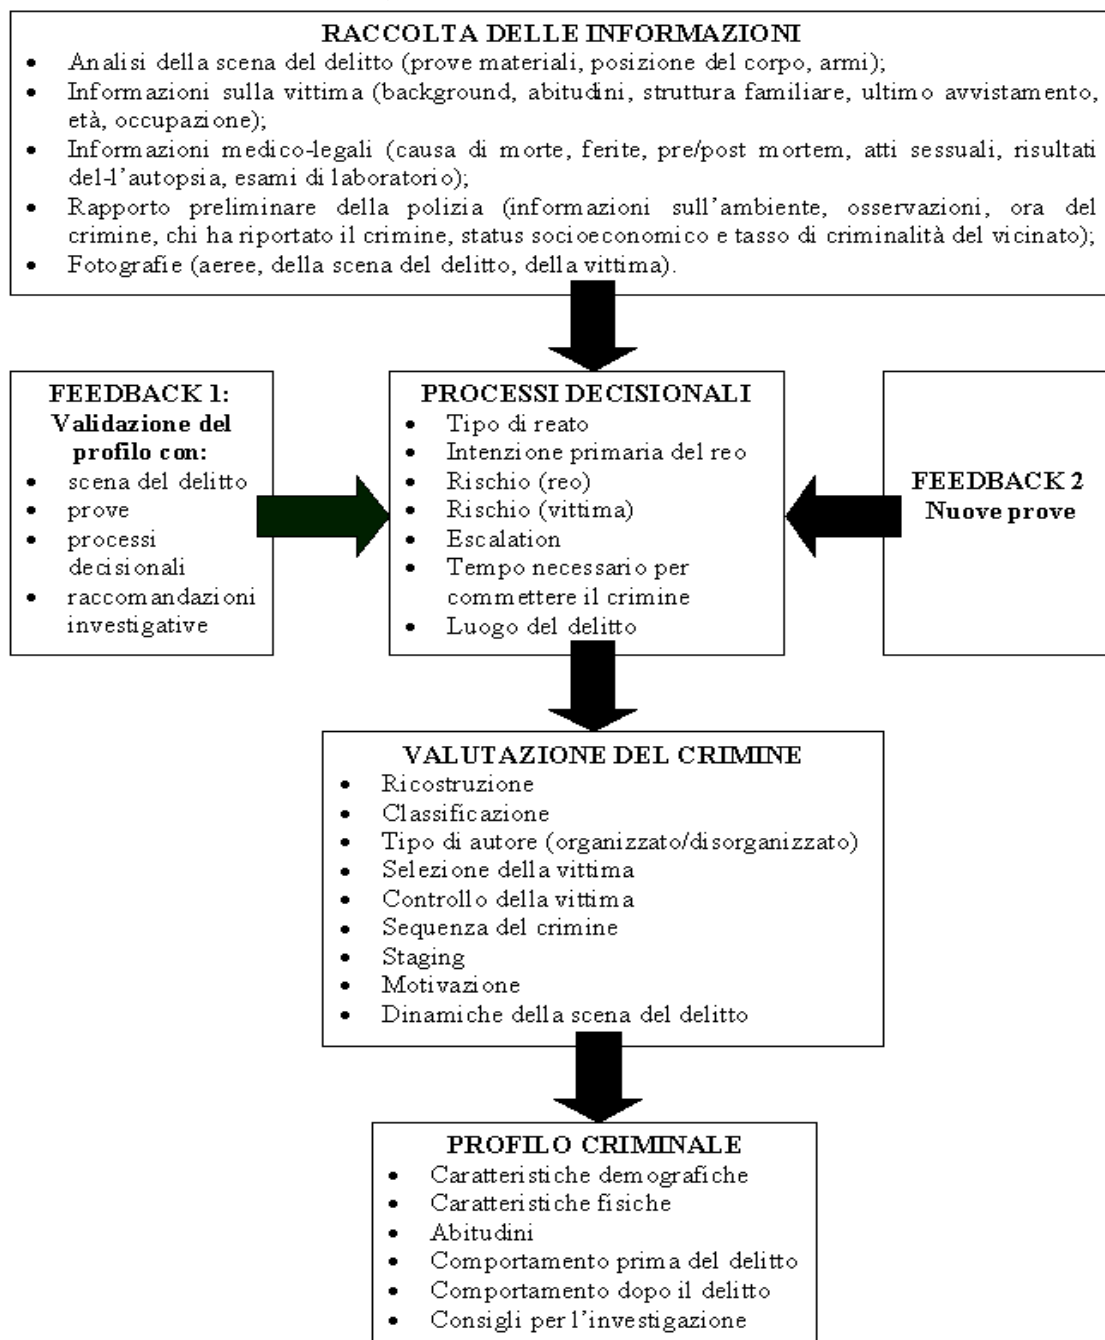 RACCOLTA DELLE INFORMAZIONI
• Analisi della scena del delitto (prove materiali, posizione del corpo, armi);
• Informazioni sulla vittima (background, abitudini, struttura familiare, ultimo avvistamento,
età, occupazione);
• Informazioni medico-legali (causa di morte, ferite, pre/post mortem, atti sessuali, risultati
del-l'autopsia, esami di laboratorio);
• Rapporto preliminare della polizia (informazioni sull'ambiente, osservazioni, ora del
crimine, chi ha riportato il crimine, status socioeconomico e tasso di criminalità del vicinato);
• Fotografie (aeree, della scena del delitto, della vittima).
FEEDBACK 1:
Validazione del
profilo con:
• scena del delitto
• prove
• processi
decisionali
• raccomandazioni
investigative
PROCESSI DECISIONALI
• Tipo di reato
• Intenzione primaria del reo
• Rischio (reo)
• Rischio (vittima)
• Escalation
• Tempo necessario per
commettere il crimine
• Luogo del delitto
FEEDBACK 2
Nuove prove
VALUTAZIONE DEL CRIMINE
• Ricostruzione
• Classificazione
• Tipo di autore (organizzato/disorganizzato)
• Selezione della vittima
• Controllo della vittima
• Sequenza del crimine
• Staging
• Motivazione
• Dinamiche della scena del delitto
PROFILO CRIMINALE
• Caratteristiche demografiche
• Caratteristiche fisiche
• Abitudini
• Comportamento prima del delitto
• Comportamento dopo il delitto
• Consigli per l'investigazione